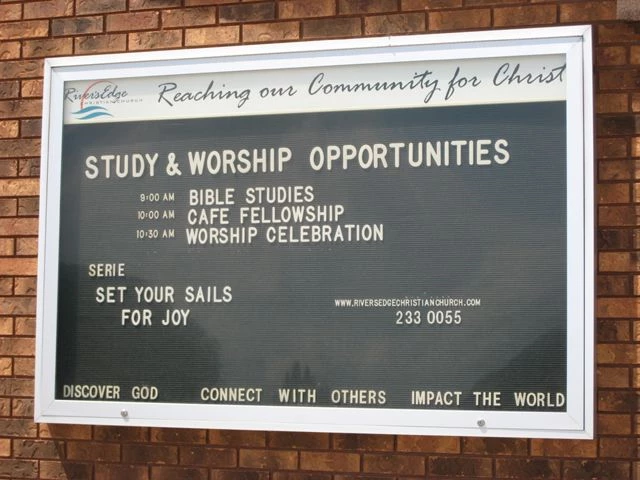 RiversEdge
CHRISTIAN CHURCH
Reaching our Community for Christ
STUDY & WORSHIP OPPORTUNITIES
9:00 AM BIBLE STUDIES
10:00 AM CAFE FELLOWSHIP
10:30 AM WORSHIP CELEBRATION
SERIE
SET YOUR SAILS
FOR JOY
WWW.RIVERSEDGECHRISTIANCHURCH.COM
233 0055
DISCOVER GOD CONNECT WITH OTHERS IMPACT THE WORLD